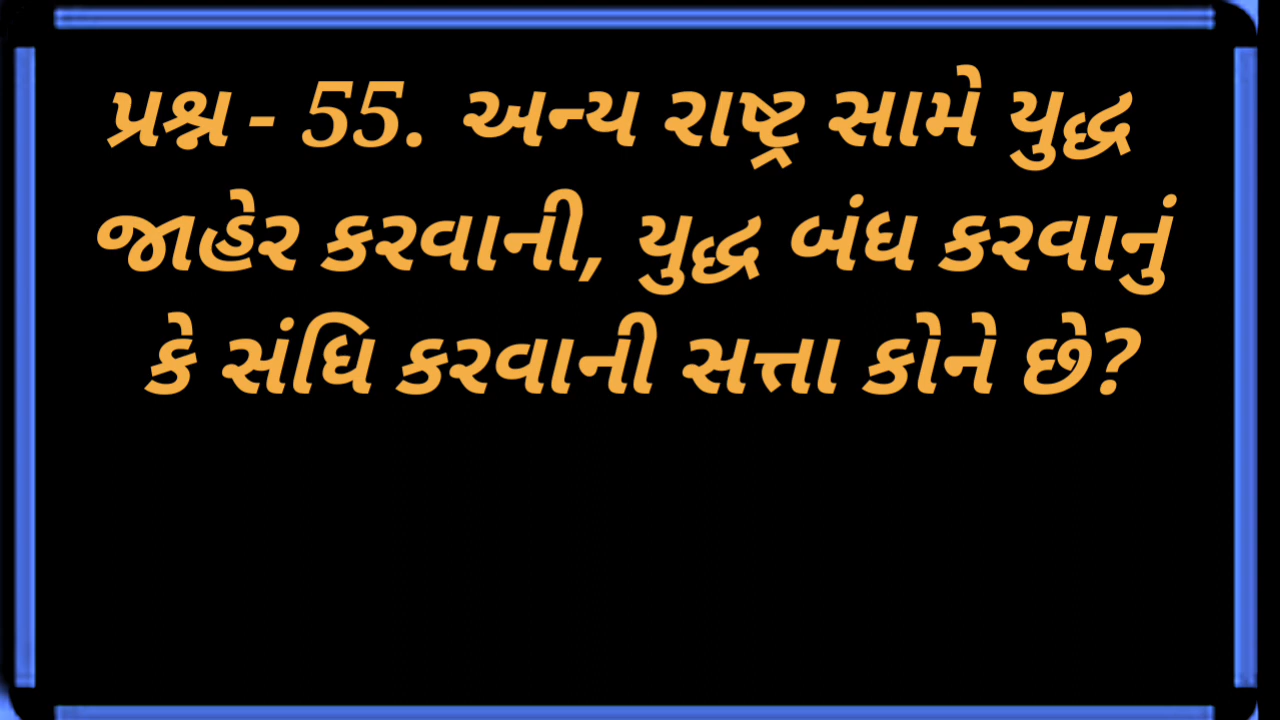 પ્રશ્ન - 55. અન્ય રાષ્ટ્ર સામે યુદ્ધ
જાહેર કરવાની, યુદ્ધ બંધ કરવાનું
કે સંધિ કરવાની સત્તા કોને છે?